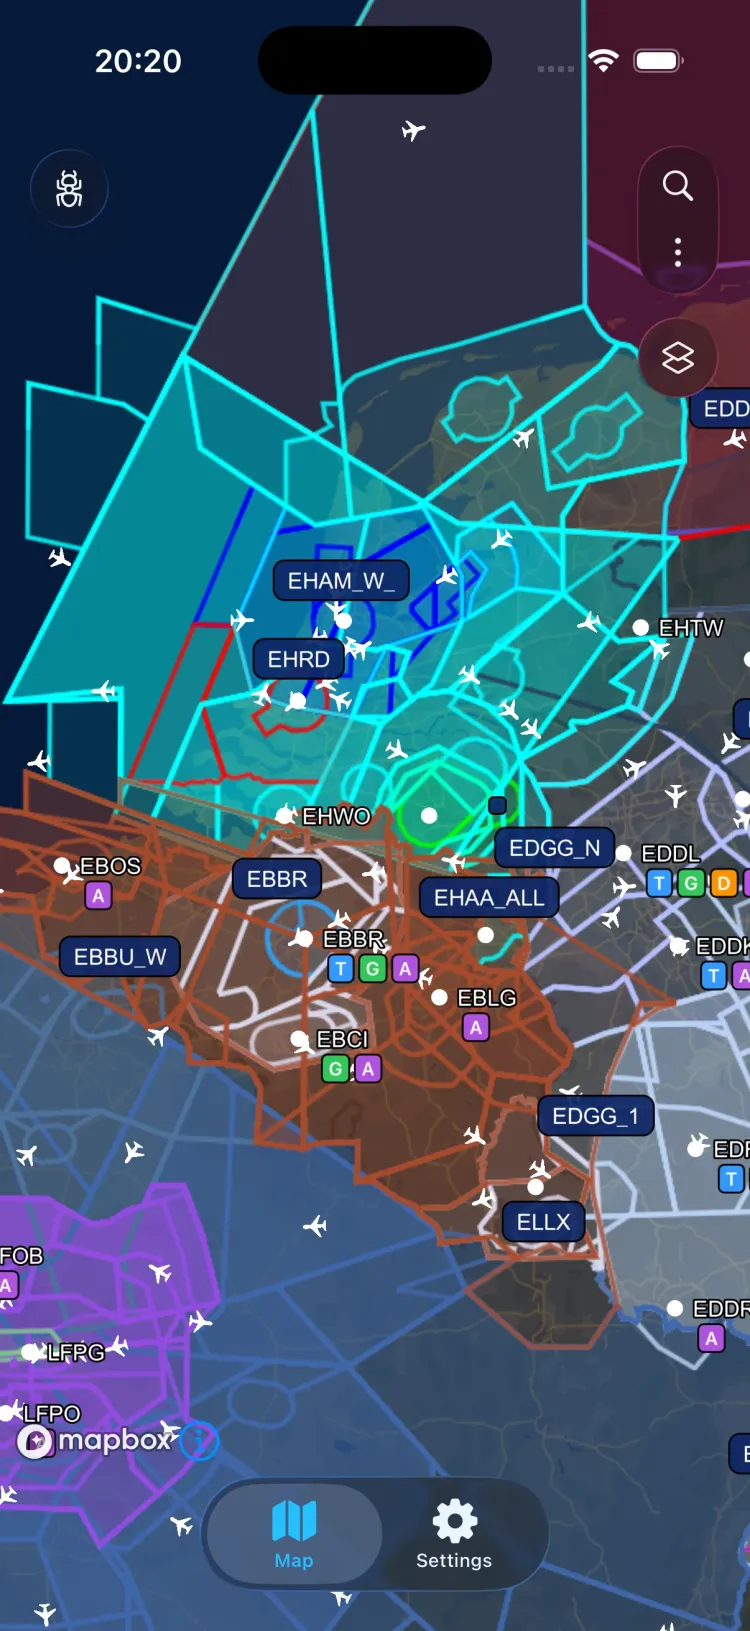 20:20
EDD
EHAM_W_
EHTW
EHRD
EHWO
EDGG_N
EDDL
T G D
EBOS
A
EBBR
EHAA_ALL
EBBU_W
EBBR
T G A
EDDK
T A
EBLG
A
EBCI
G A
EDGG_1
T
ELLX
FOB
A
EDDR
A
LFPG
LFPO
mapbox
Map
Settings